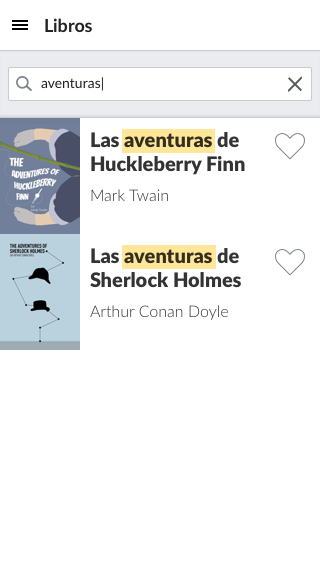 Libros
aventuras
Las aventuras de
Huckleberry Finn
Mark Twain
THE
ADVENTURES OF
HUCKLEBERRY
FINN
Las aventuras de
Sherlock Holmes
Arthur Conan Doyle
THE ADVENTURES OF
SHERLOCK HOLMES